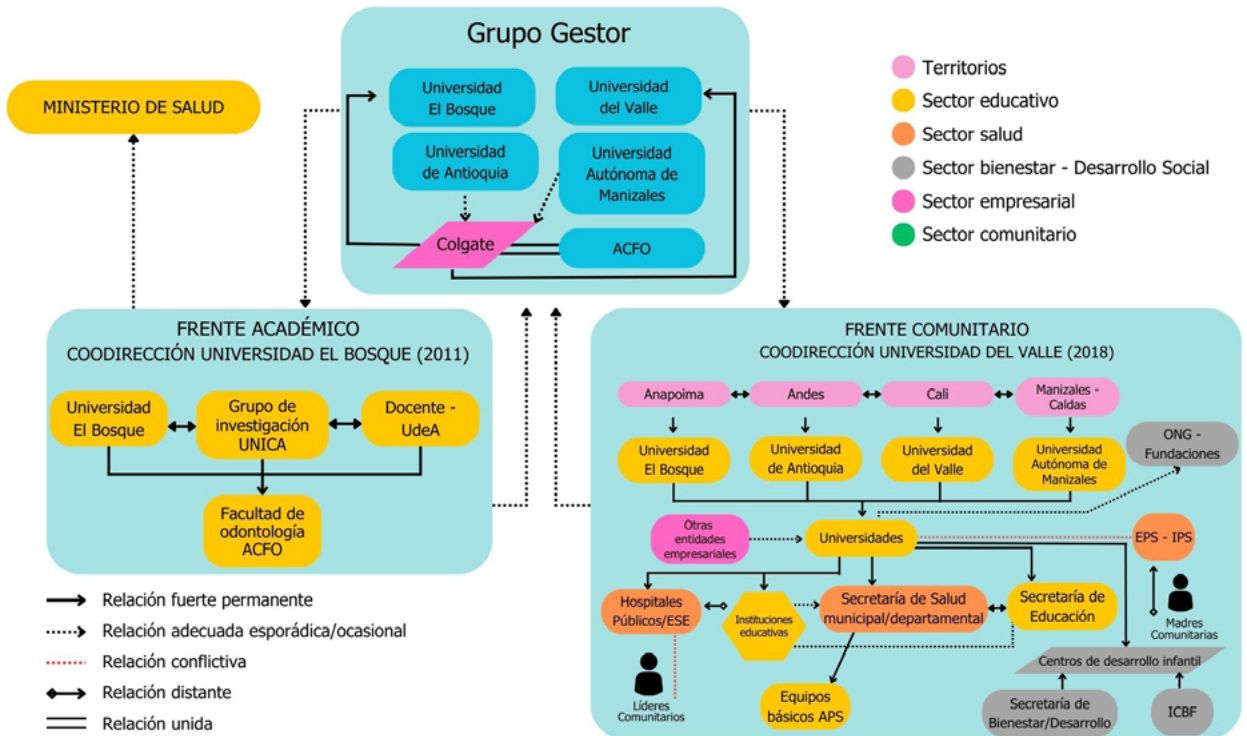 Grupo Gestor
Universidad
El Bosque
Universidad
del Valle
Universidad
de Antioquia
Universidad
Autónoma de
Manizales
Colgate
ACFO
MINISTERIO DE SALUD
Territorios
Sector educativo
Sector salud
Sector bienestar - Desarrollo Social
Sector empresarial
Sector comunitario
FRENTE ACADÉMICO
COODIRECCIÓN UNIVERSIDAD EL BOSQUE (2011)
Universidad
El Bosque
Grupo de
investigación
UNICA
Docente -
UdeA
Facultad de
odontología
ACFO
Relación fuerte permanente
Relación adecuada esporádica/ocasional
Relación conflictiva
Relación distante
Relación unida
FRENTE COMUNITARIO
COODIRECCIÓN UNIVERSIDAD DEL VALLE (2018)
Anapoima
Andes
Cali
Manizales -
Caldas
Universidad
El Bosque
Universidad
de Antioquia
Universidad
del Valle
Universidad
Autónoma de
Manizales
ONG -
Fundaciones
Otras
entidades
empresariales
Universidades
EPS - IPS
Hospitales
Públicos/ESE
Instituciones
educativas
Secretaría de Salud
municipal/departamental
Secretaría de
Educación
Madres
Comunitarias
Líderes
Comunitarios
Equipos
básicos APS
Centros de desarrollo infantil
Secretaría de
Bienestar/Desarrollo
ICBF